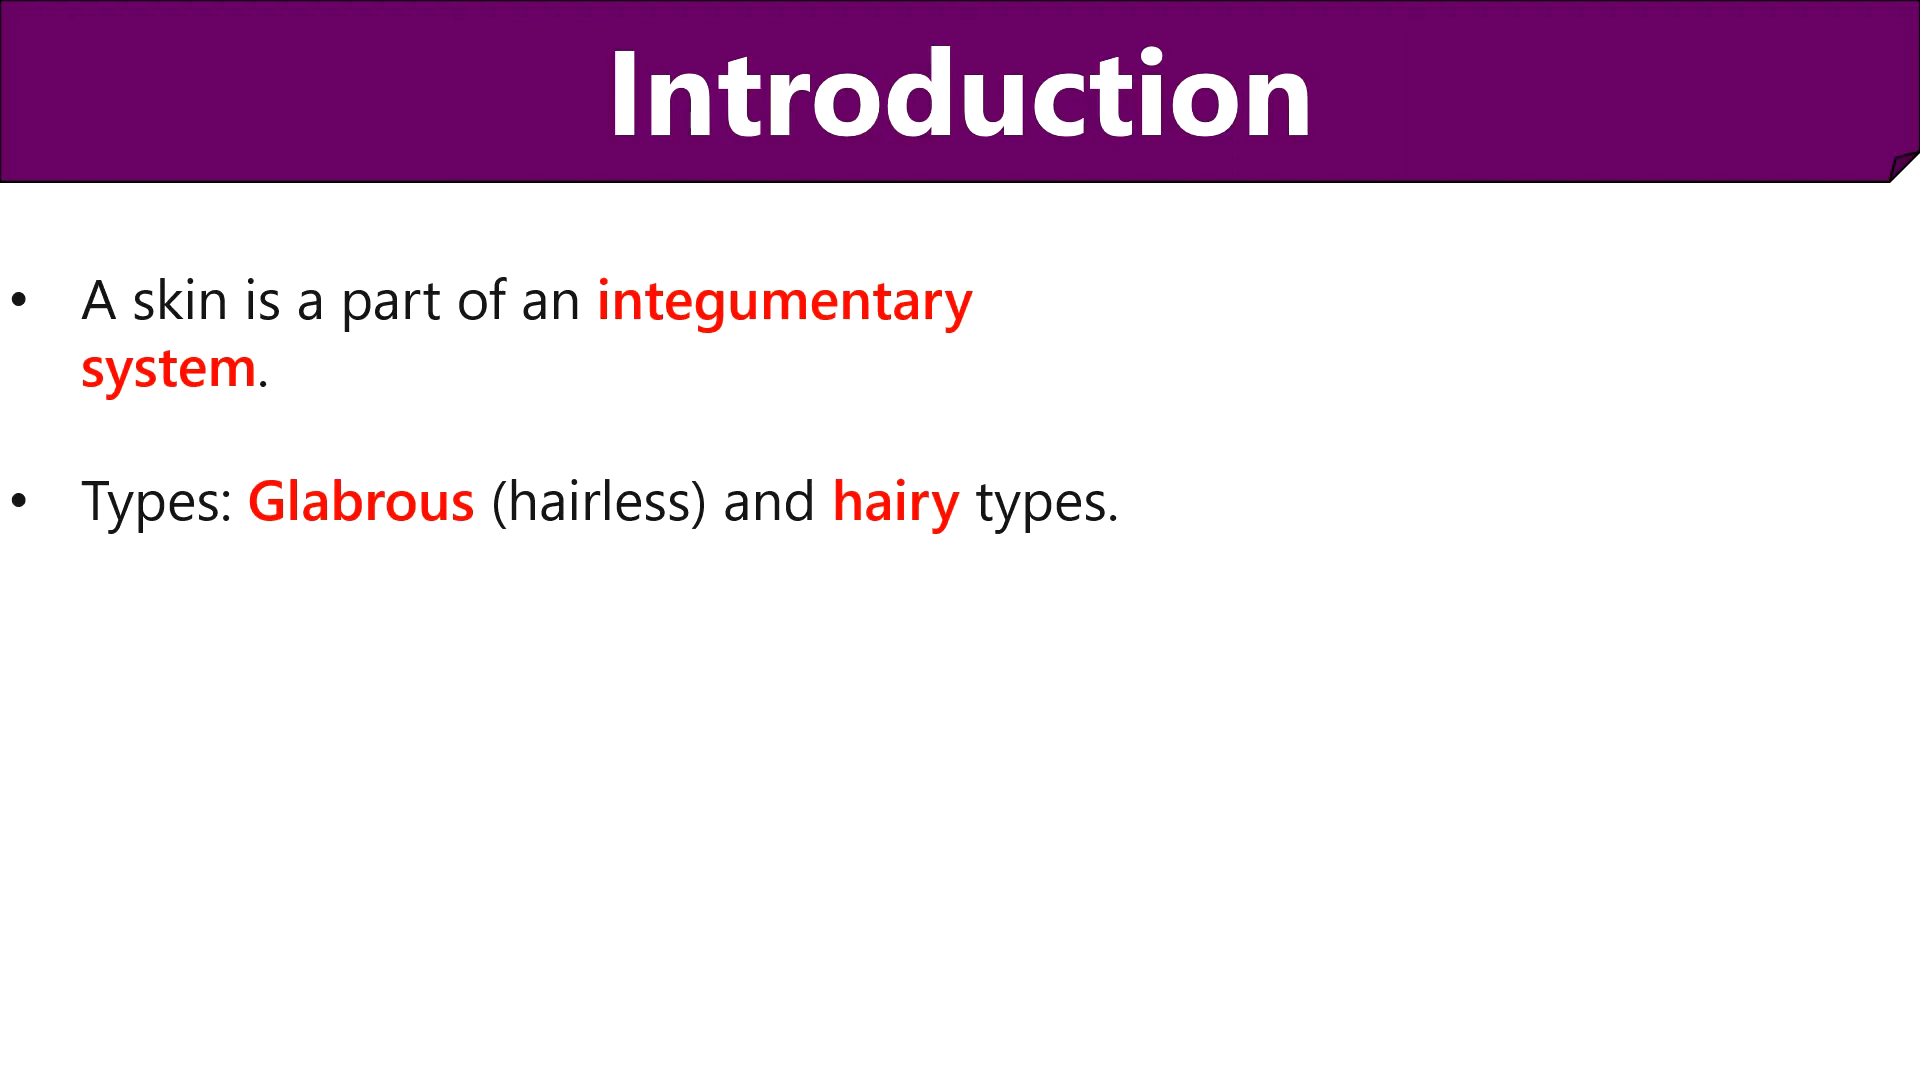 Introduction
• A skin is a part of an integumentary
system.
• Types: Glabrous (hairless) and hairy types.